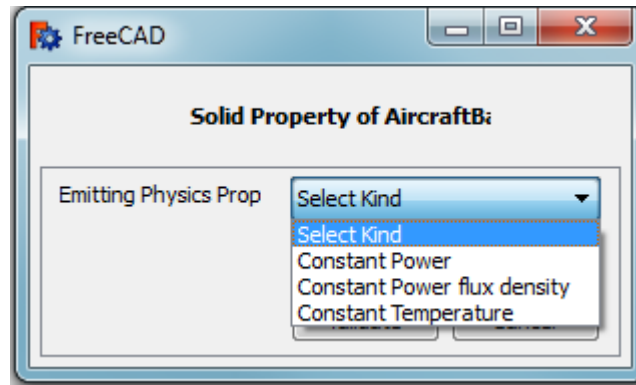 FreeCAD
Solid Property of AircraftBa
Emitting Physics Prop
Select Kind
Select Kind
Constant Power
Constant Power flux density
Constant Temperature